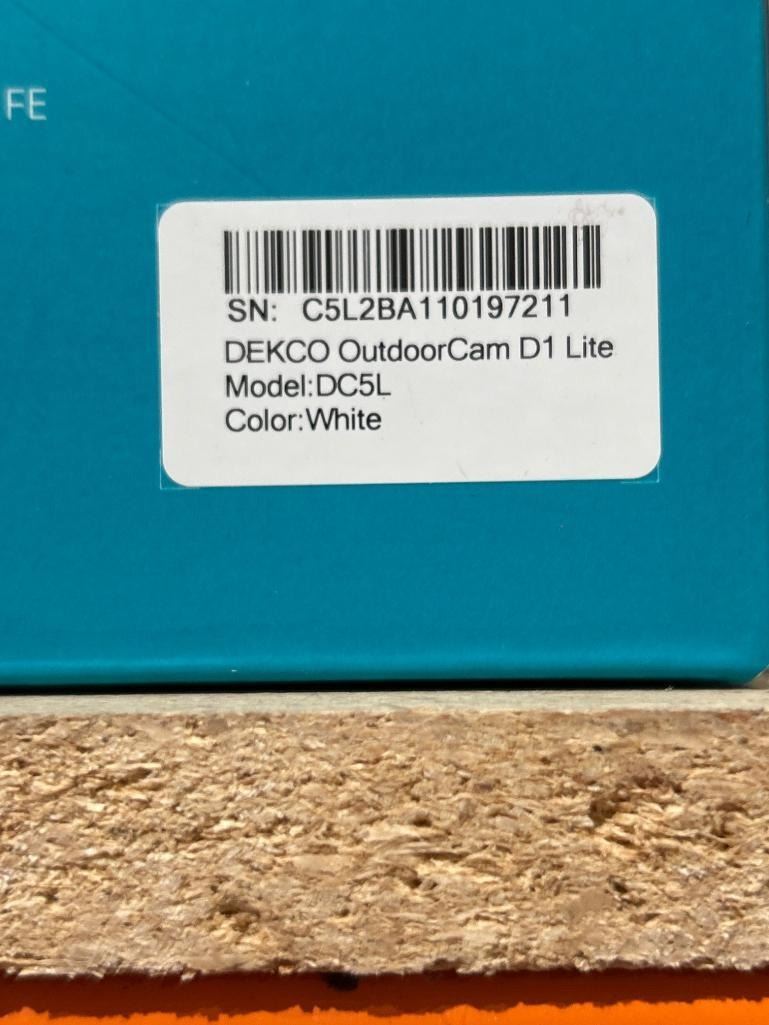 FE
SN: C5L2BA110197211
DEKCO OutdoorCam D1 Lite
Model:DC5L
Color:White